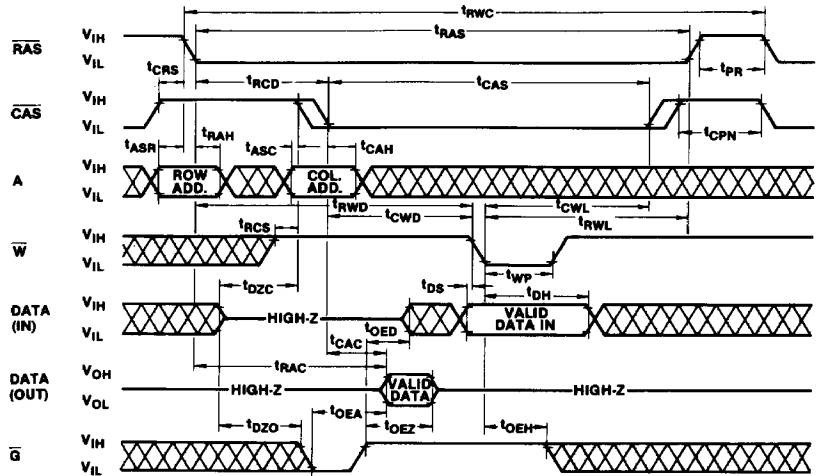 tRWC
RAS VIH tRAS
VIL tCRS tRCD tCAS tPR
CAS VIH
VIL tASR tRAH tASC tCAH tCPN
A VIH ROW ADD. COL. ADD.
VIL tRWD tCWD tCWL tRWL
W VIH tRCS
VIL tDZC tWP tDS tDH
DATA (IN) VIH HIGH-Z VALID DATA IN
VIL tOED
tCAC
tRAC
DATA (OUT) VOH HIGH-Z VALID DATA HIGH-Z
VOL
tDZO tOEA tOEZ tOEH
G VIH
VIL